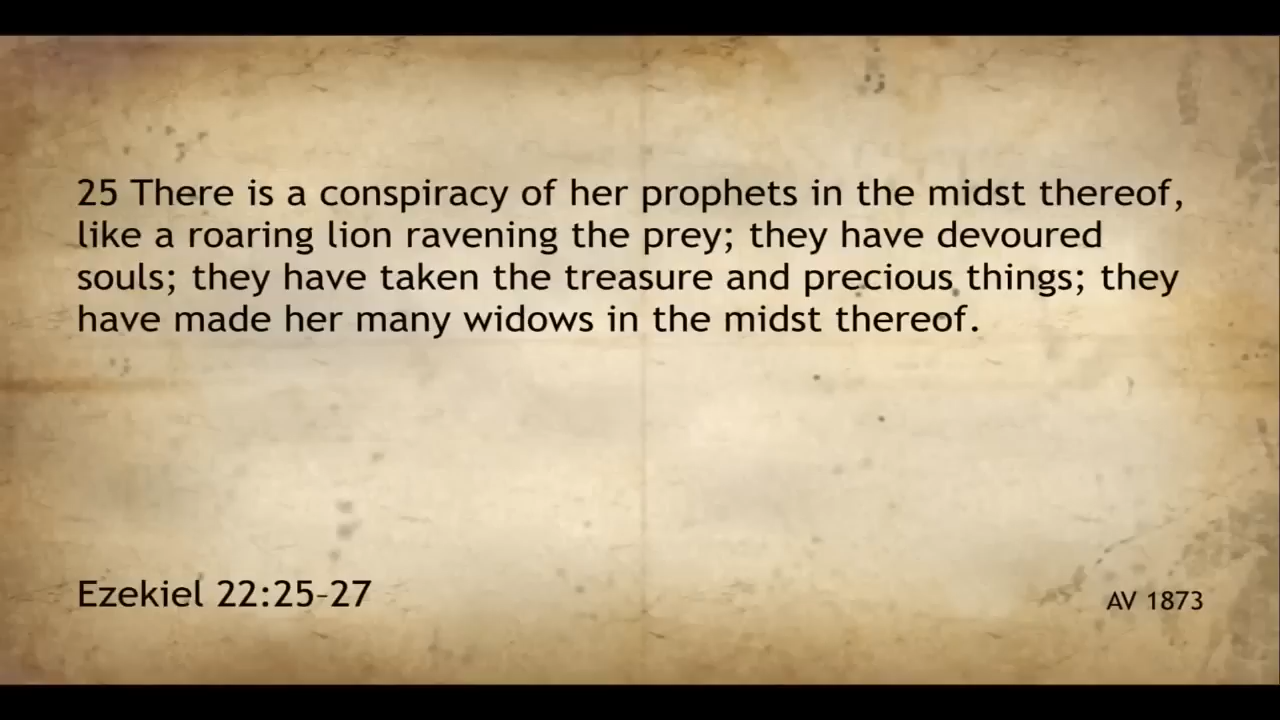 25 There is a conspiracy of her prophets in the midst thereof,
like a roaring lion ravening the prey; they have devoured
souls; they have taken the treasure and precious things; they
have made her many widows in the midst thereof.
Ezekiel 22:25–27
AV 1873